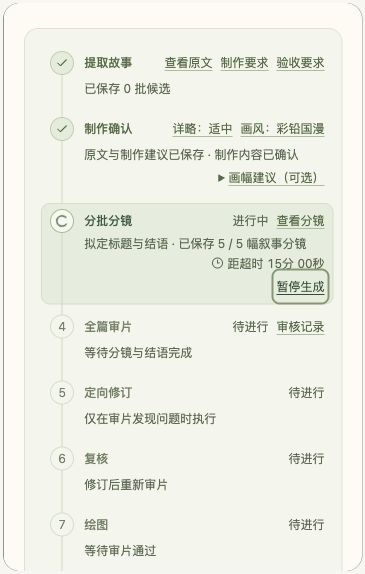 提取故事 查看原文 制作要求 验收要求
已保存 0 批候选
制作确认 详略：适中 画风：彩铅国漫
原文与制作建议已保存 · 制作内容已确认
▶ 画幅建议（可选）
分批分镜 进行中 查看分镜
拟定标题与结语 · 已保存 5 / 5 幅叙事分镜
距超时 15分 00秒
暂停生成
4 全篇审片 待进行 审核记录
等待分镜与结语完成
5 定向修订 待进行
仅在审片发现问题时执行
6 复核 待进行
修订后重新审片
7 绘图 待进行
等待审片通过